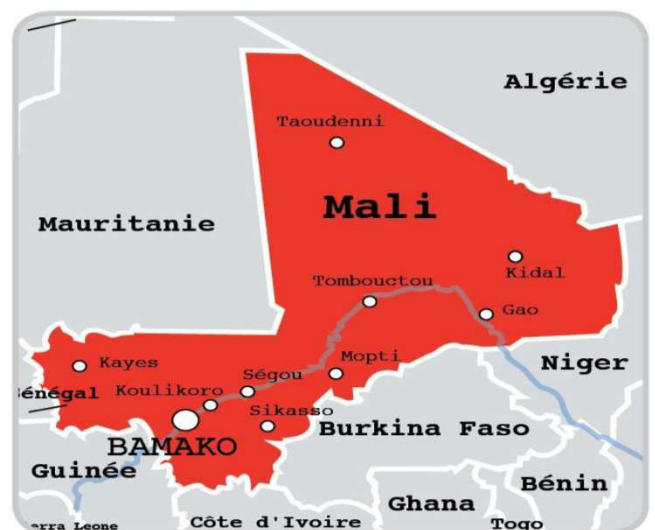 Algérie
Taoudenni
Mali
Mauritanie
Kidal
Tombouctou
Gao
Kayes
Mopti
Niger
Ségou
Koulikoro
énégal
Sikasso
Burkina Faso
BAMAKO
Guinée
Bénin
Ghana
Côte d'Ivoire
Togo
erra Leone